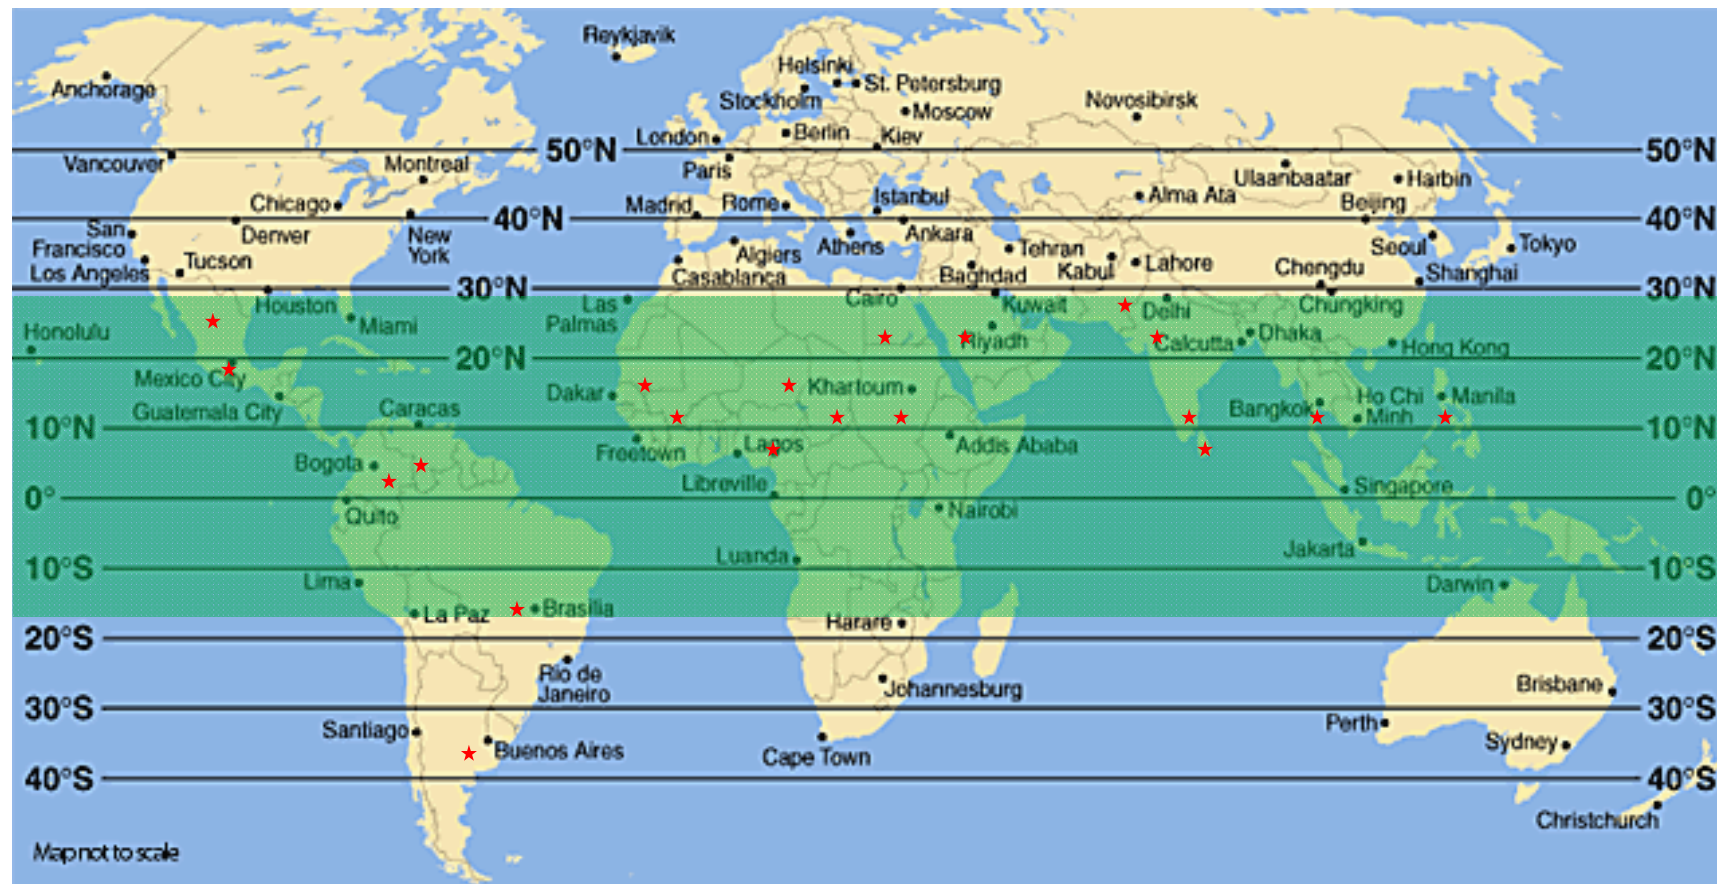 Reykjavik
Helsinki
St. Petersburg
Anchorage
Stockholm
Moscow
Novosibirsk
London
Berlin
Kiev
50°N
50°N
Vancouver
Montreal
Paris
Ulaanbaatar
Harbin
Chicago
Madrid
Rome
Istanbul
Alma Ata
Beijing
40°N
40°N
San
Francisco
Denver
New
York
Algiers
Athens
Ankara
Tehran
Seoul
Tokyo
Los Angeles
Tucson
Casablanca
Baghdad
Kabul
Lahore
Chengdu
Shanghai
30°N
30°N
Houston
Las
Palmas
Cairo
Kuwait
Delhi
Chungking
Honolulu
Miami
Riyadh
Calcutta
Dhaka
Hong Kong
20°N
20°N
Mexico City
Dakar
Khartoum
Ho Chi
Minh
Manila
Guatemala City
Caracas
Bangkok
10°N
10°N
Bogota
Freetown
Lagos
Addis Ababa
Libreville
Singapore
0°
0°
Quito
Nairobi
Luanda
Jakarta
10°S
10°S
Lima
Darwin
La Paz
Brasilia
Harare
20°S
20°S
Rio de
Janeiro
Johannesburg
Brisbane
30°S
30°S
Santiago
Buenos Aires
Cape Town
Perth
Sydney
40°S
40°S
Christchurch
Map not to scale